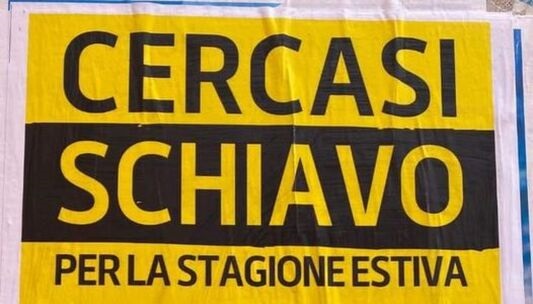 CERCASI
SCHIAVO
PER LA STAGIONE ESTIVA